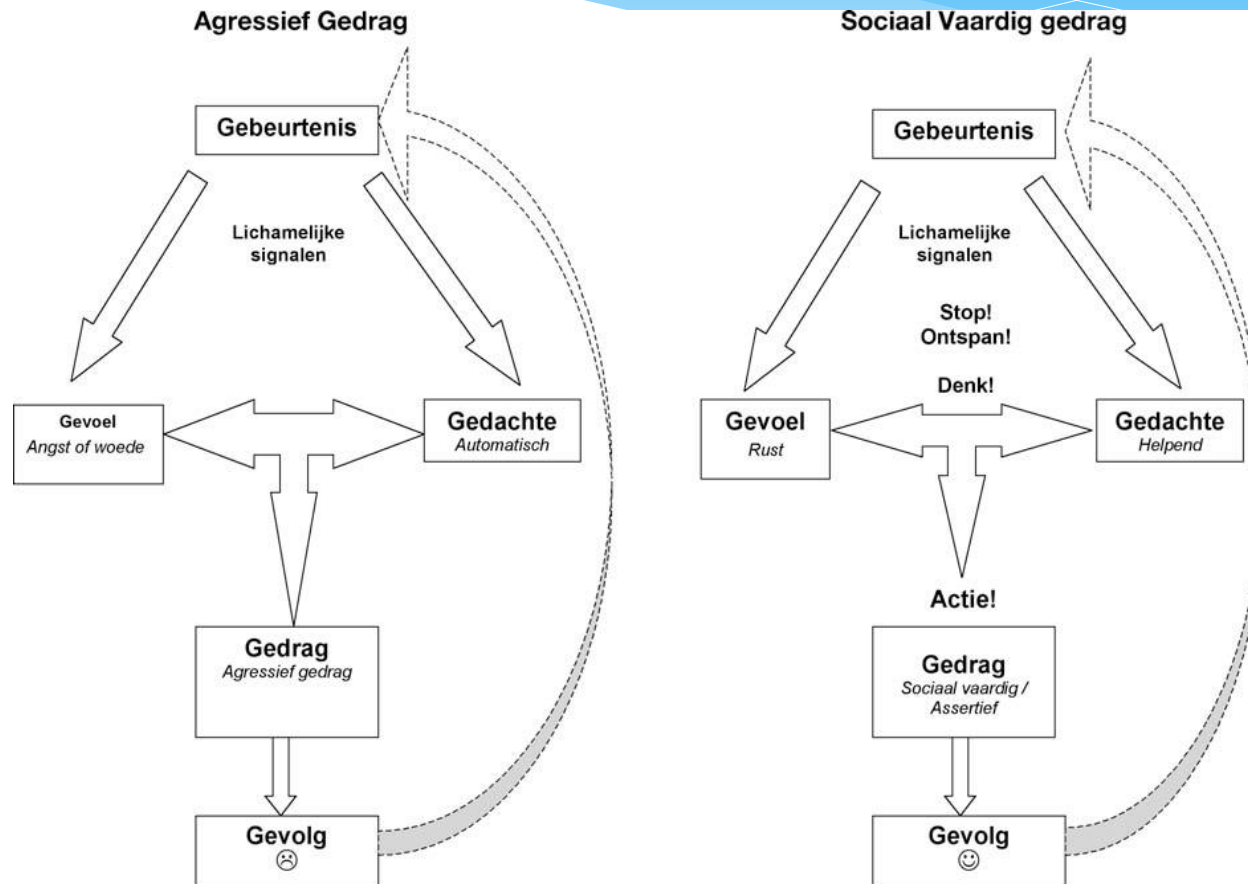 Agressief Gedrag
Gebeurtenis
Lichamelijke
signalen
Gevoel
Angst of woede
Gedachte
Automatisch
Gedrag
Agressief gedrag
Gevolg
☹
Sociaal Vaardig gedrag
Gebeurtenis
Lichamelijke
signalen
Stop!
Ontspan!
Denk!
Gevoel
Rust
Gedachte
Helpend
Actie!
Gedrag
Sociaal vaardig /
Assertief
Gevolg
☺